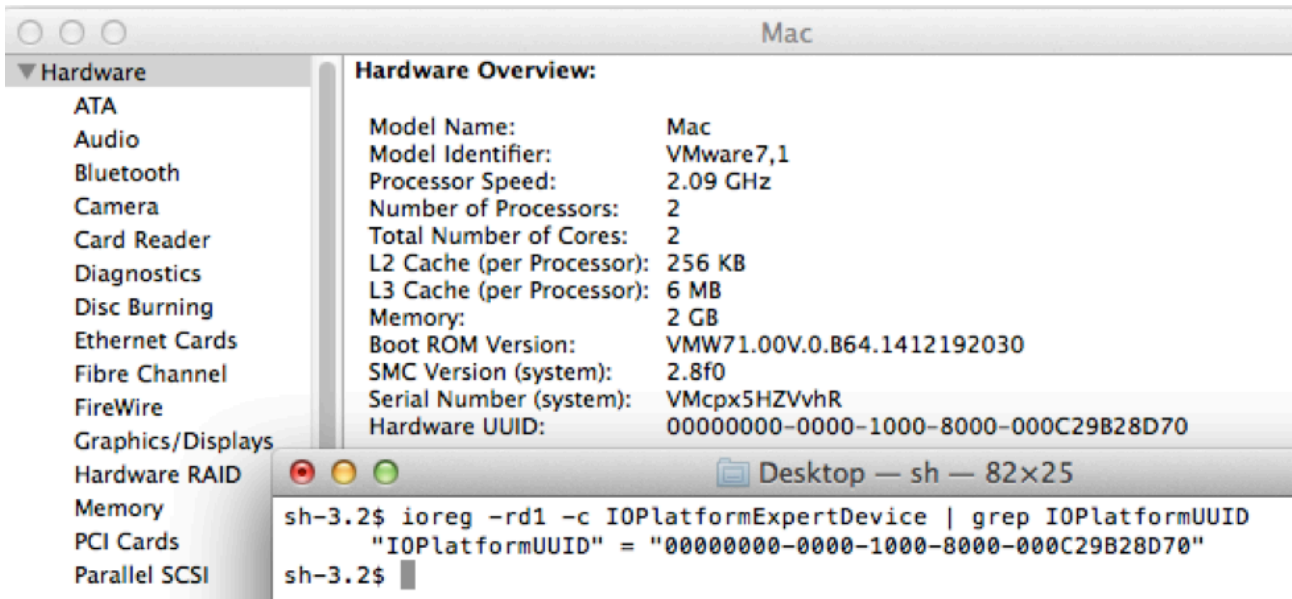 Mac
Hardware
ATA
Audio
Bluetooth
Camera
Card Reader
Diagnostics
Disc Burning
Ethernet Cards
Fibre Channel
FireWire
Graphics/Displays
Hardware RAID
Memory
PCI Cards
Parallel SCSI
Hardware Overview:
Model Name: Mac
Model Identifier: VMware7,1
Processor Speed: 2.09 GHz
Number of Processors: 2
Total Number of Cores: 2
L2 Cache (per Processor): 256 KB
L3 Cache (per Processor): 6 MB
Memory: 2 GB
Boot ROM Version: VMW71.00V.0.B64.1412192030
SMC Version (system): 2.8f0
Serial Number (system): VMcpx5HZVvhR
Hardware UUID: 00000000-0000-1000-8000-000C29B28D70
Desktop — sh — 82×25
sh-3.2$ ioreg -rd1 -c IOPlatformExpertDevice | grep IOPlatformUUID
"IOPlatformUUID" = "00000000-0000-1000-8000-000C29B28D70"
sh-3.2$